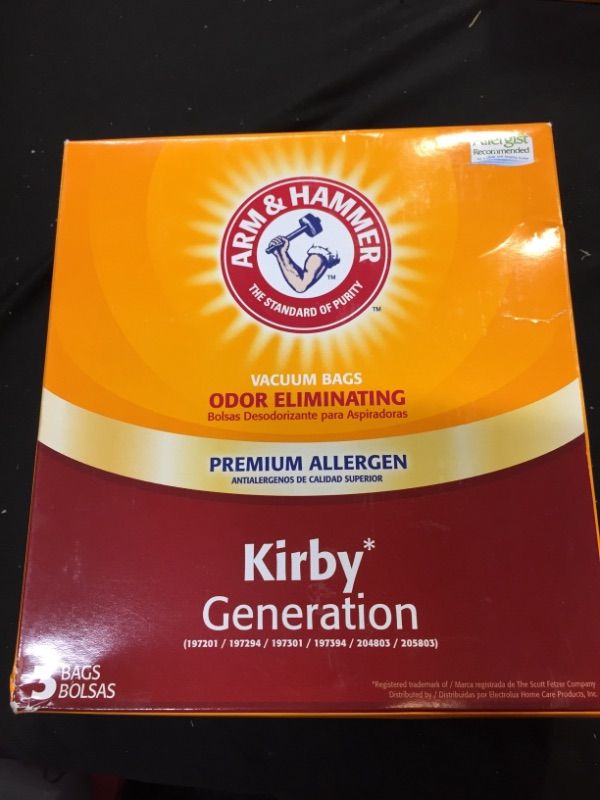 Allergist
Recommended
ARM & HAMMER
TM
THE STANDARD OF PURITY
TM
VACUUM BAGS
ODOR ELIMINATING
Bolsas Desodorizante para Aspiradoras
PREMIUM ALLERGEN
ANTIALERGENOS DE CALIDAD SUPERIOR
Kirby*
Generation
(197201 / 197294 / 197301 / 197394 / 204803 / 205803)
3 BAGS
BOLSAS
*Registered trademark of / Marca registrada de The Scott Fetzer Company
Distributed by / Distribuidas por Electrolux Home Care Products, Inc.